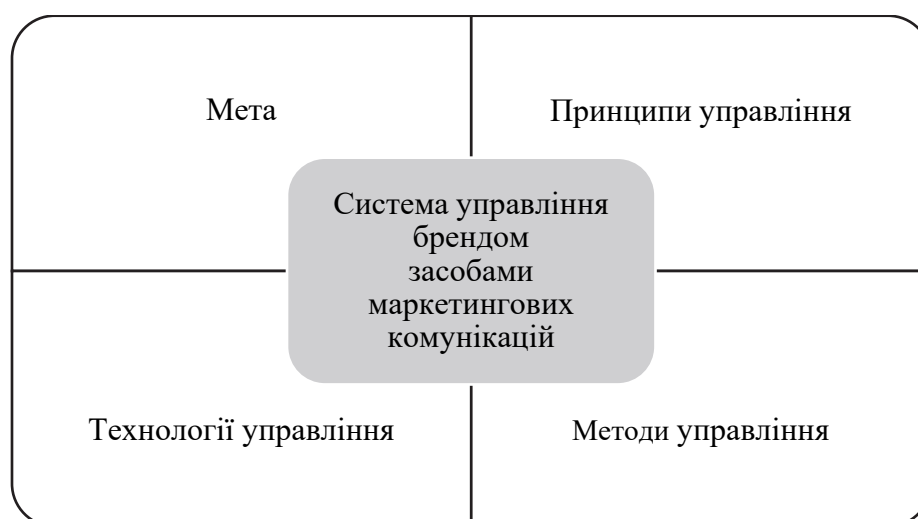 Мета
Принципи управління
Система управління
брендом
засобами
маркетингових
комунікацій
Технології управління
Методи управління